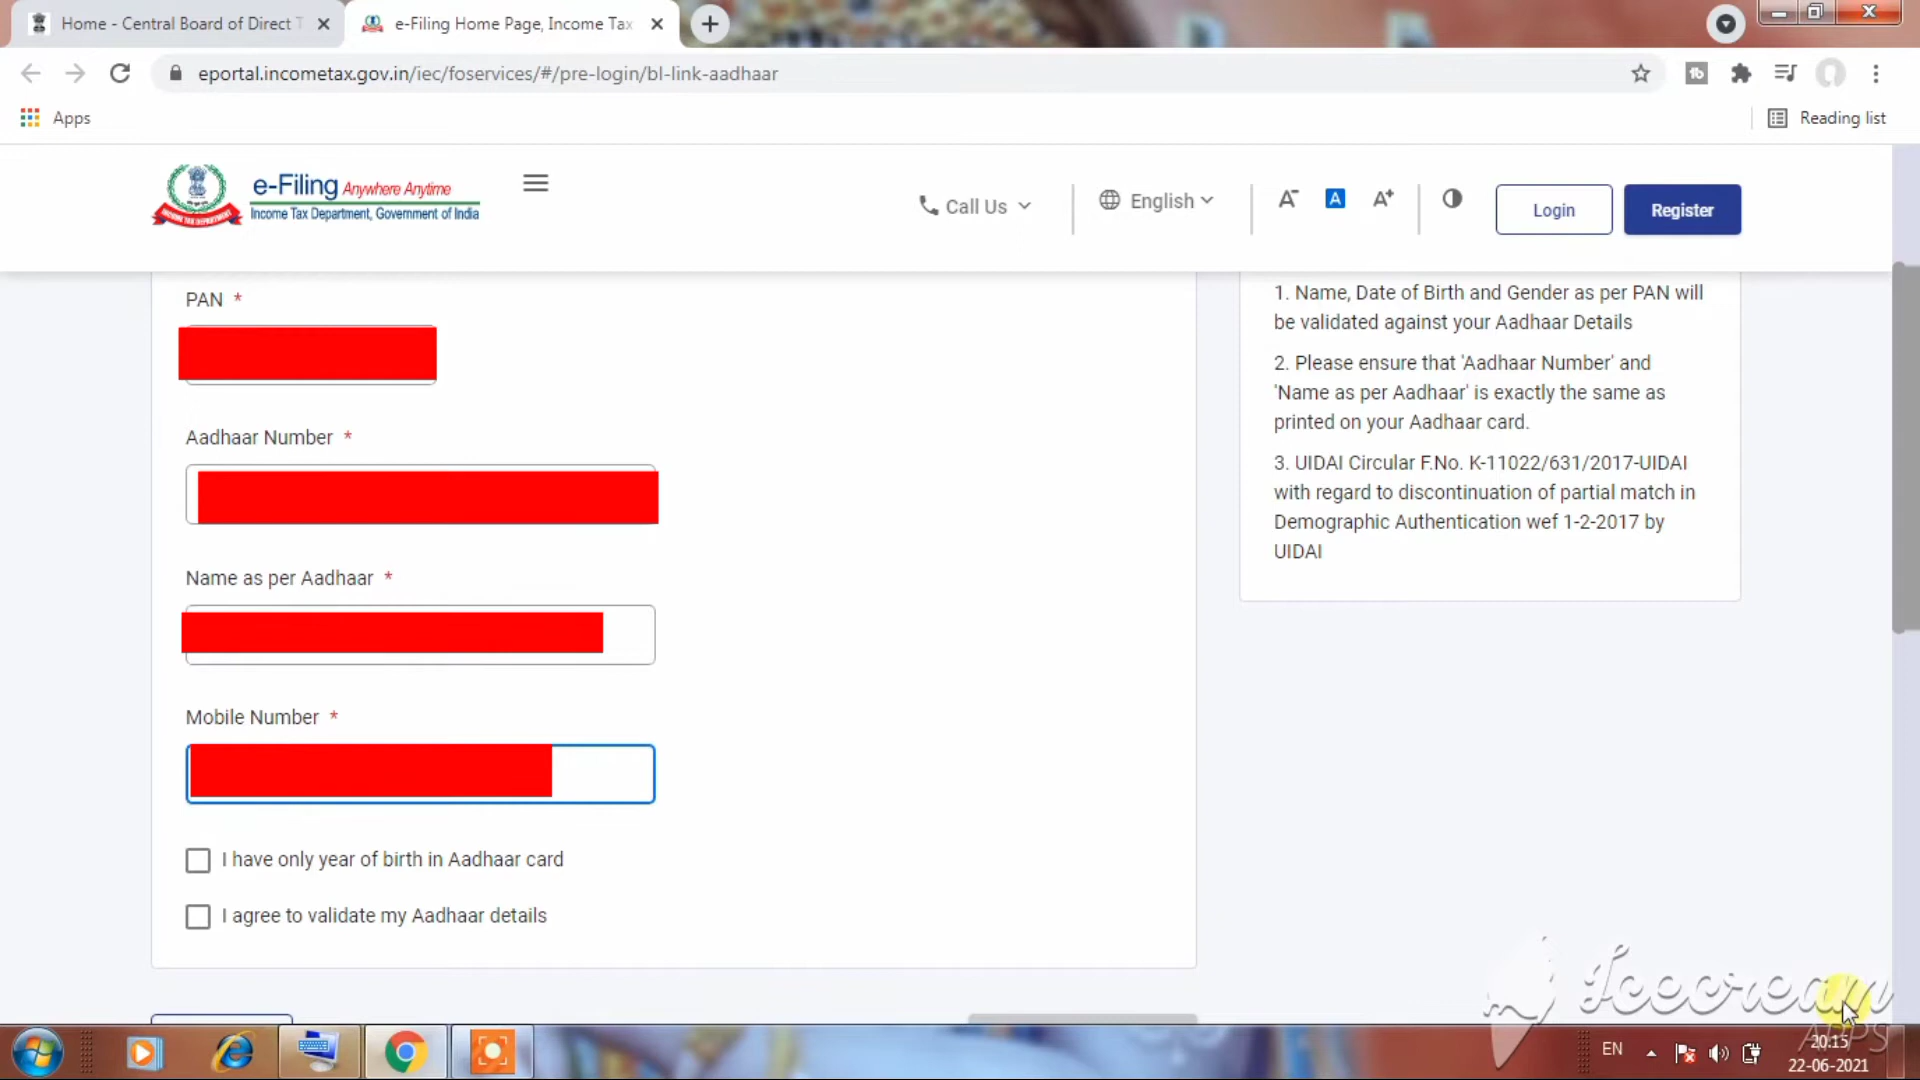 Home - Central Board of Direct T
e-Filing Home Page, Income Tax
eportal.incometax.gov.in/iec/foservices/#/pre-login/bl-link-aadhaar
Apps
Reading list
e-Filing Anywhere Anytime
Income Tax Department, Government of India
INCOME TAX DEPARTMENT
Call Us
English
A-
A
A+
Login
Register
PAN *
Aadhaar Number *
Name as per Aadhaar *
Mobile Number *
I have only year of birth in Aadhaar card
I agree to validate my Aadhaar details
1. Name, Date of Birth and Gender as per PAN will
be validated against your Aadhaar Details
2. Please ensure that 'Aadhaar Number' and
'Name as per Aadhaar' is exactly the same as
printed on your Aadhaar card.
3. UIDAI Circular F.No. K-11022/631/2017-UIDAI
with regard to discontinuation of partial match in
Demographic Authentication wef 1-2-2017 by
UIDAI
Icecream
APPS
EN
20:15
22-06-2021